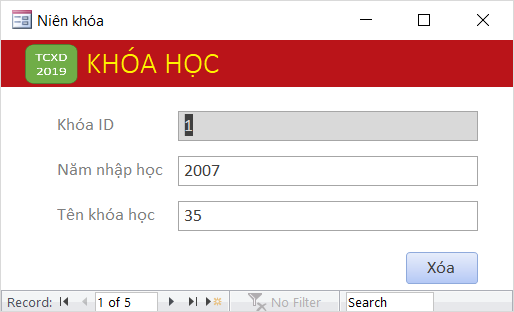 Niên khóa
TCXD
2019
KHÓA HỌC
Khóa ID
1
Năm nhập học
2007
Tên khóa học
35
Xóa
Record: 1 of 5 No Filter Search